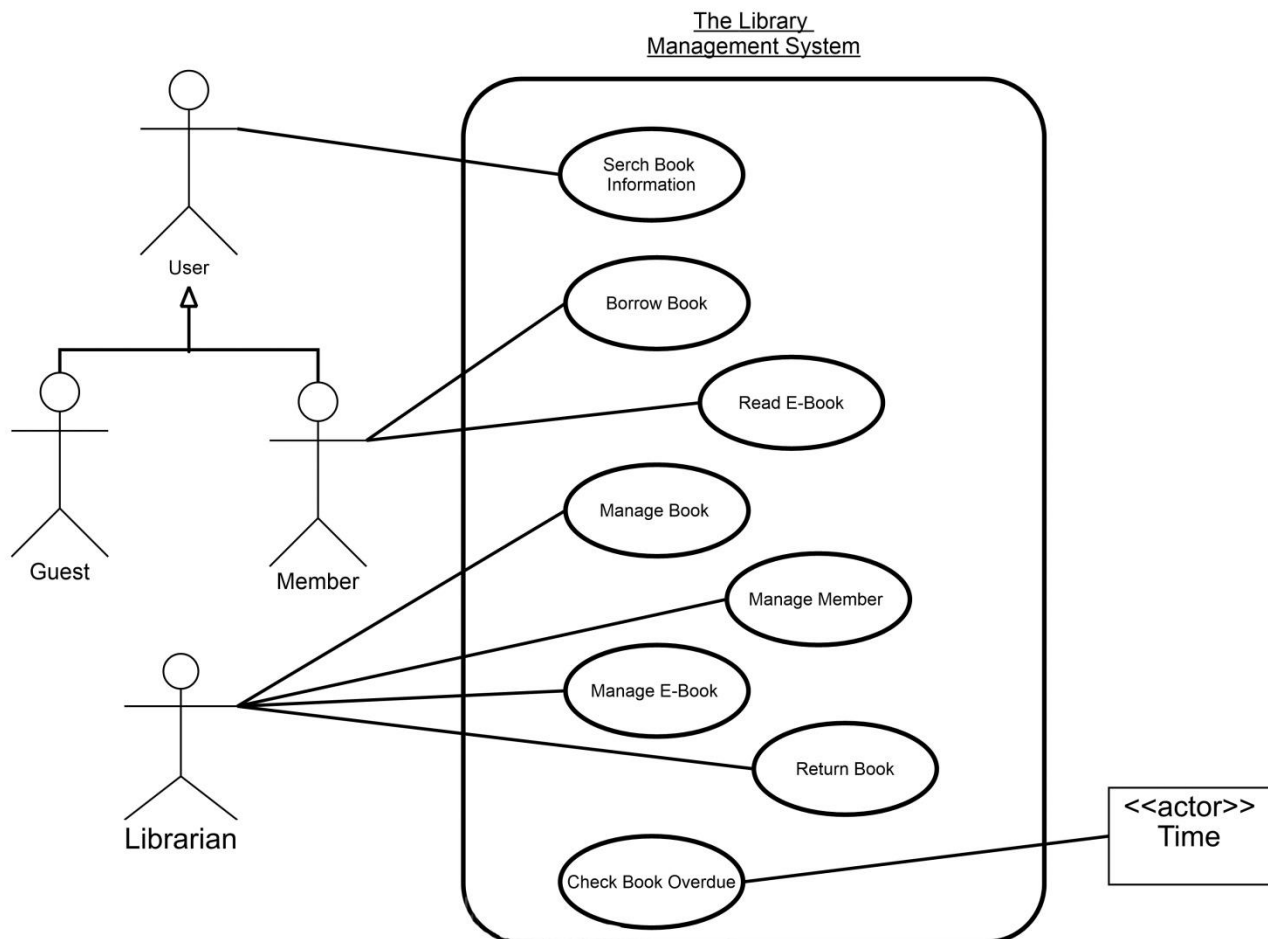 The Library
Management System
Serch Book
Information
User
Borrow Book
Read E-Book
Guest
Member
Manage Book
Manage Member
Manage E-Book
Librarian
Return Book
<<actor>>
Time
Check Book Overdue